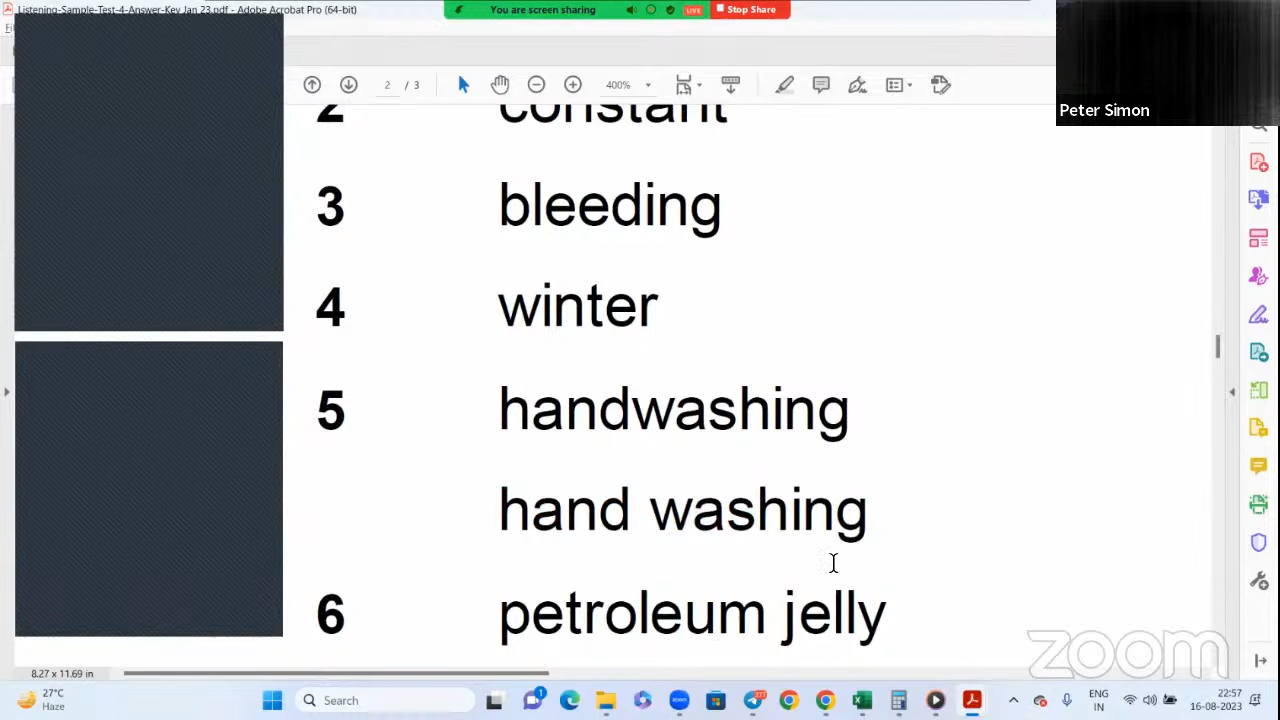 Listening-Sample-Test-4-Answer-Key Jan 23.pdf - Adobe Acrobat Pro (64-bit)
You are screen sharing
LIVE
Stop Share
2 / 3
400%
Peter Simon
2 constant
3 bleeding
4 winter
5 handwashing
hand washing
6 petroleum jelly
zoom
8.27 x 11.69 in
27°C
Haze
Search
1
277
ENG
IN
22:57
16-08-2023